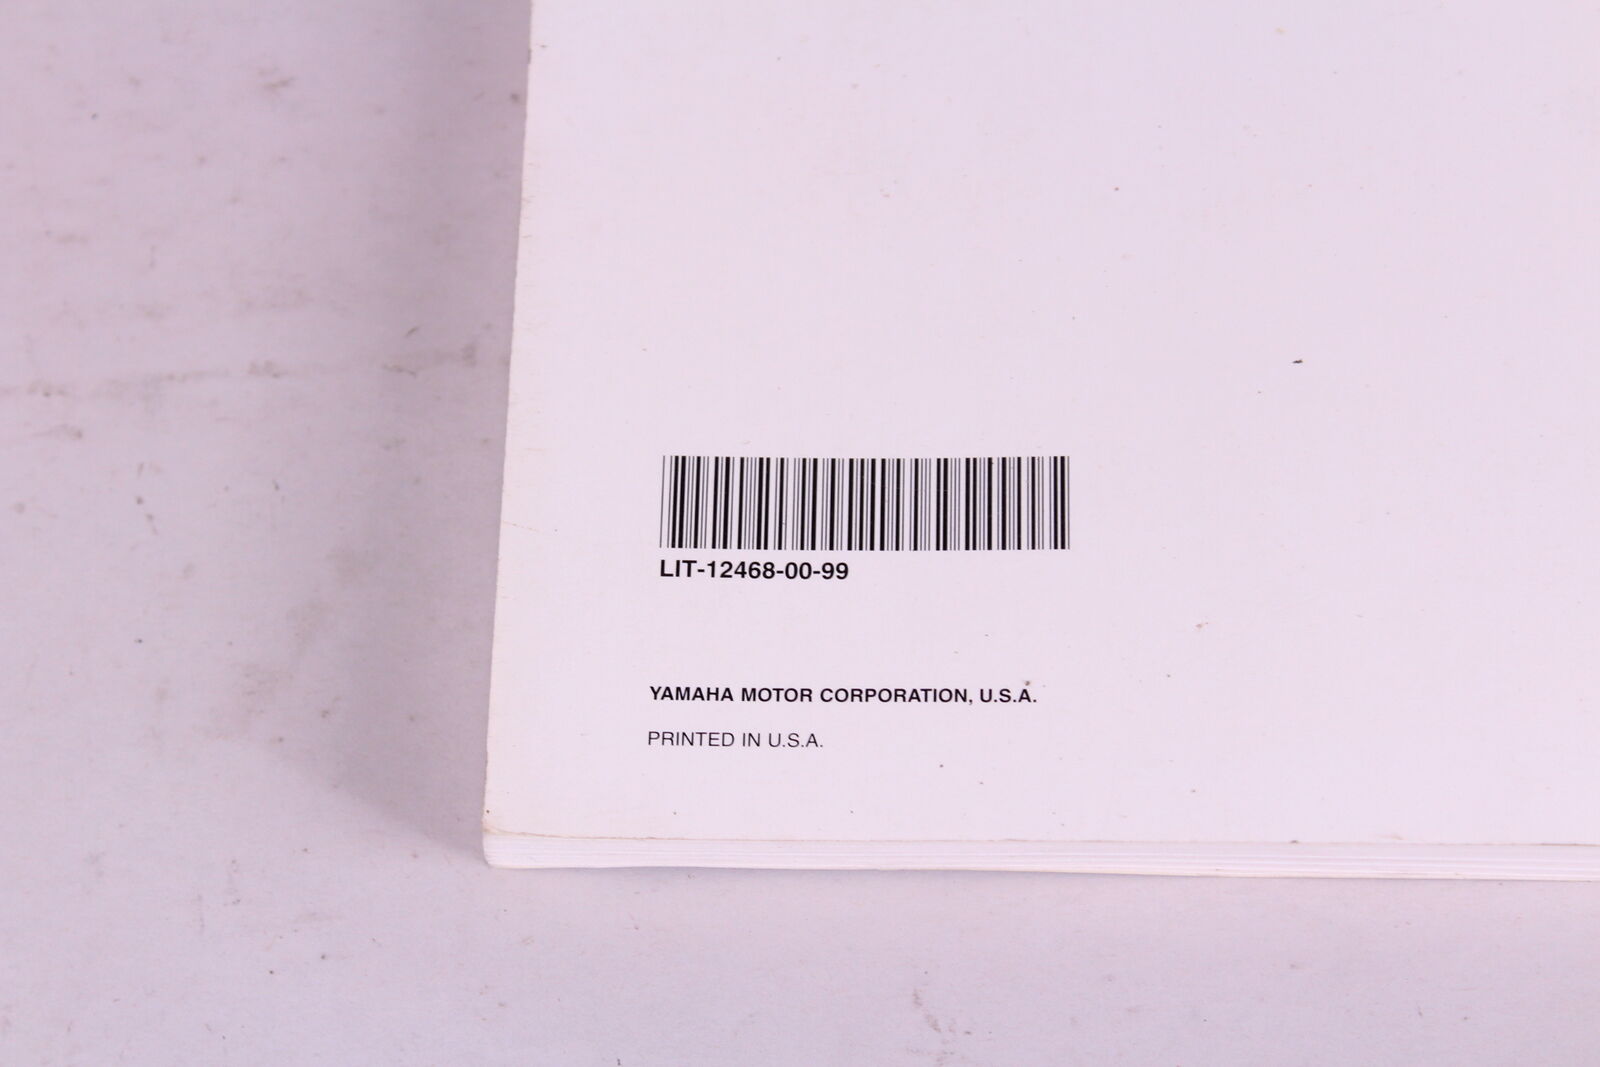 LIT-12468-00-99
YAMAHA MOTOR CORPORATION, U.S.A.
PRINTED IN U.S.A.